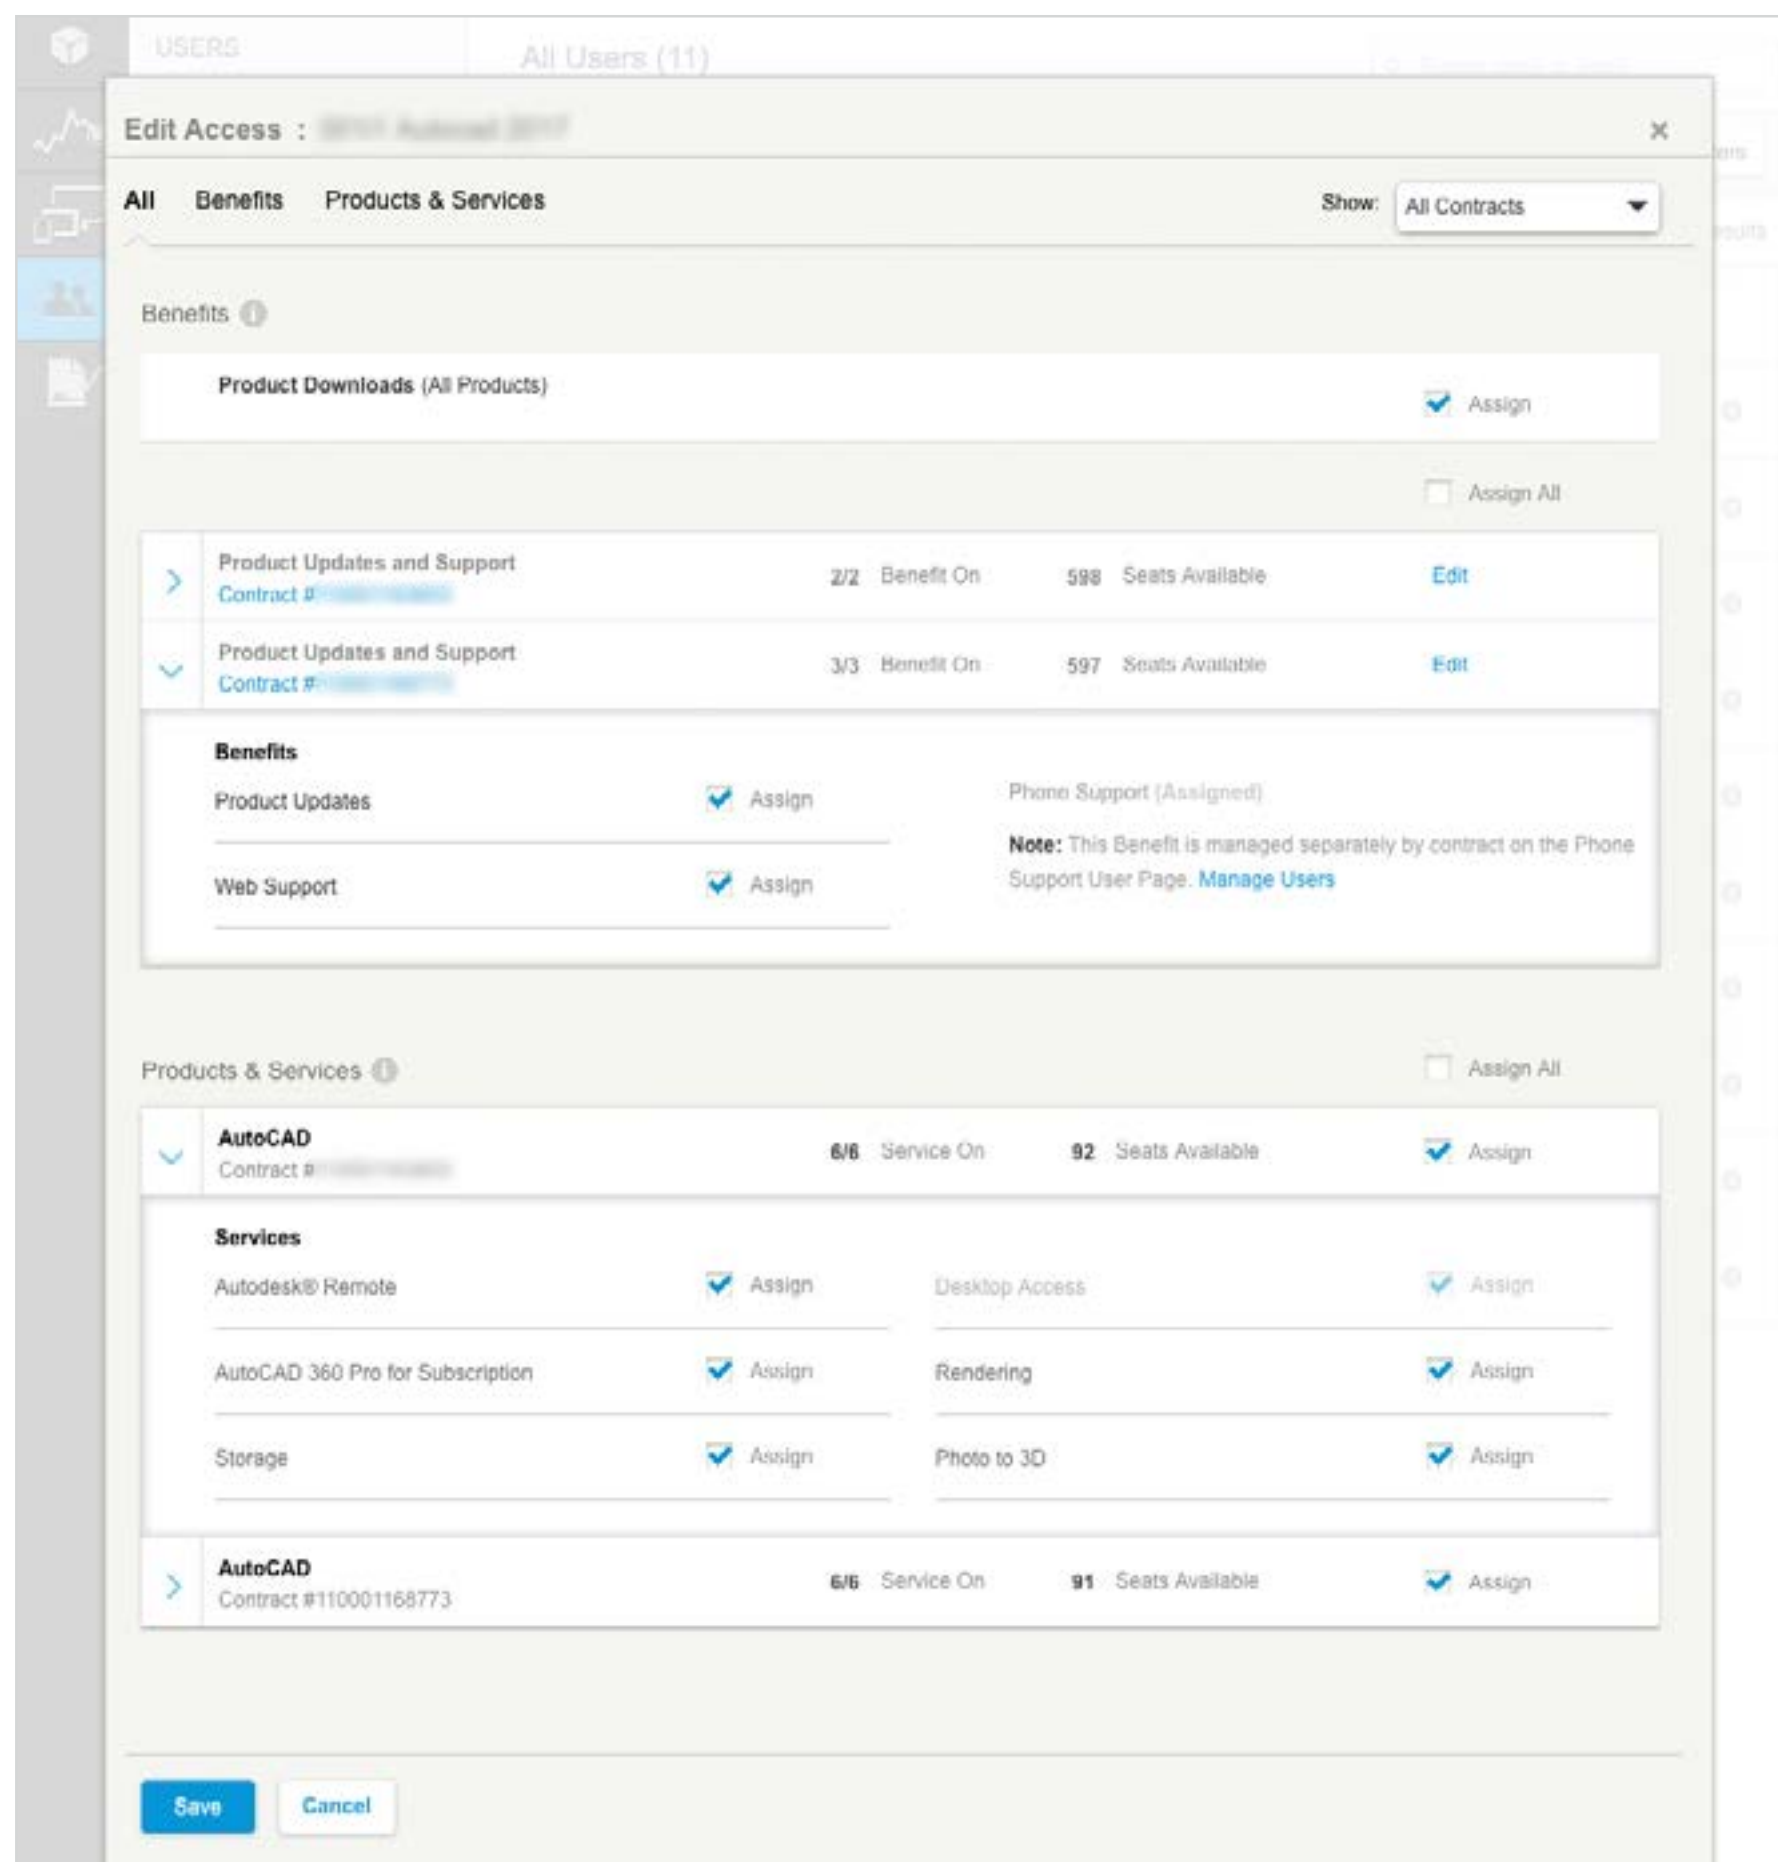 USERS
All Users (11)
Edit Access :
All Benefits Products & Services Show: All Contracts
Benefits
Product Downloads (All Products)
Assign
Assign All
Product Updates and Support
2/2 Benefit On 598 Seats Available Edit
Contract #
Product Updates and Support
3/3 Benefit On 597 Seats Available Edit
Contract #
Benefits
Product Updates Assign
Web Support Assign
Phone Support (Assigned)
Note: This Benefit is managed separately by contract on the Phone
Support User Page. Manage Users
Products & Services
Assign All
AutoCAD
6/6 Service On 92 Seats Available Assign
Contract #
Services
Autodesk® Remote Assign Desktop Access Assign
AutoCAD 360 Pro for Subscription Assign Rendering Assign
Storage Assign Photo to 3D Assign
AutoCAD
6/6 Service On 91 Seats Available Assign
Contract #110001168773
Save Cancel